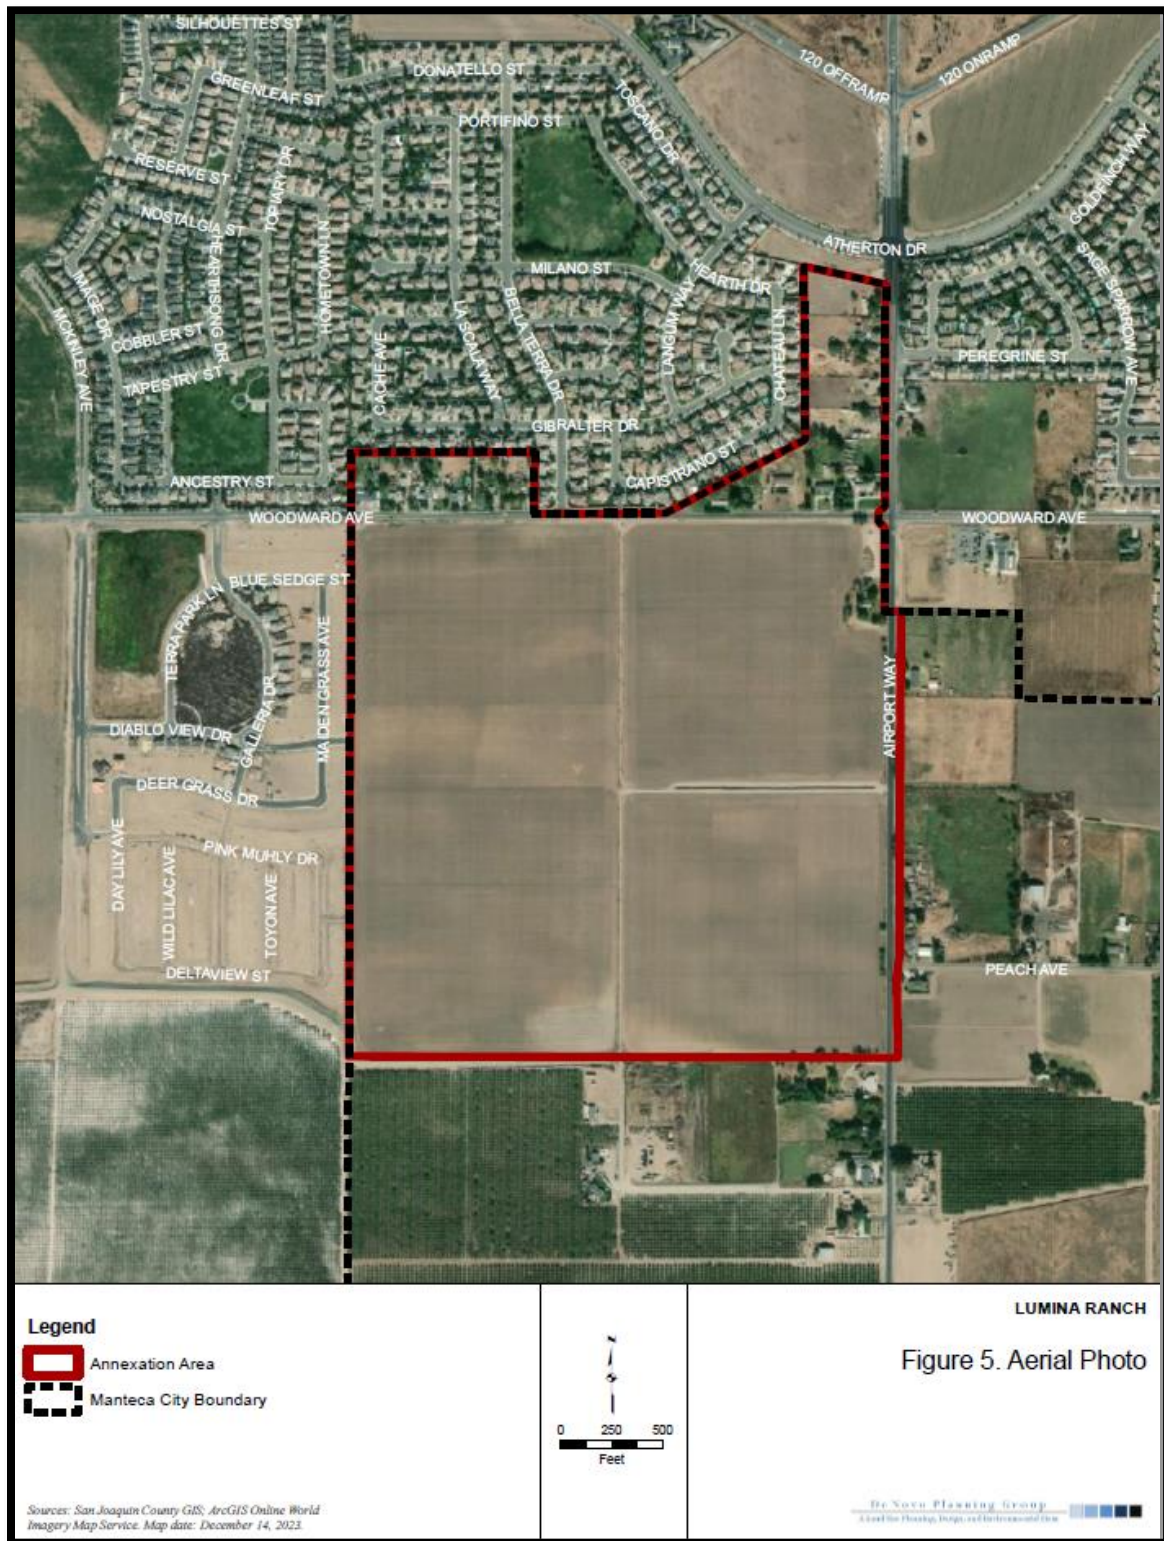 SILHOUETTES ST
DONATELLO ST
120 OFFRAMP
120 ONRAMP
GREENLEAF ST
TOSCANO DR
PORTIFINO ST
RESERVE ST
TOPIARY DR
GOLDFINCH WAY
NOSTALGIA ST
HEARTHSONG DR
HOMETOWN LN
ATHERTON DR
SAGE SPARROW AVE
IMAGE DR
MILANO ST
HEARTH DR
MCKINLEY AVE
COBBLER ST
LA SCALA WAY
BELLA TERRA DR
LANGUM WAY
CHATEAU LN
PEREGRINE ST
TAPESTRY ST
CACHE AVE
GIBRALTER DR
CAPISTRANO ST
ANCESTRY ST
WOODWARD AVE
WOODWARD AVE
BLUE SEDGE ST
TERRA PARK LN
MAIDEN GRASS AVE
GALLERIA DR
AIRPORT WAY
DIABLO VIEW DR
DEER GRASS DR
PINK MUHLY DR
DAY LILY AVE
WILD LILAC AVE
TOYON AVE
DELTAVIEW ST
PEACH AVE
Legend
Annexation Area
Manteca City Boundary
Sources: San Joaquin County GIS; ArcGIS Online World
Imagery Map Service. Map date: December 14, 2023.
0 250 500
Feet
LUMINA RANCH
Figure 5. Aerial Photo
De Novo Planning Group
A Land Use Planning, Design, and Environmental Firm